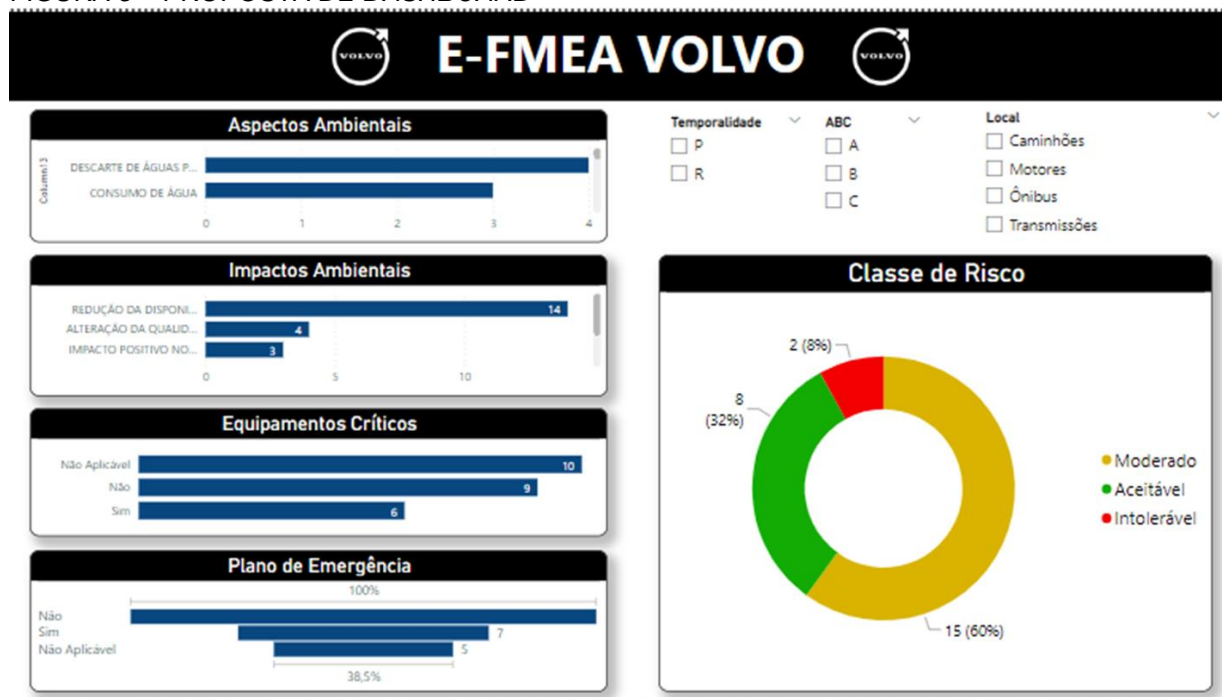 VOLVO E-FMEA VOLVO VOLVO
Aspectos Ambientais
Column13
DESCARTE DE ÁGUAS P...
CONSUMO DE ÁGUA
0 1 2 3 4
Temporalidade
P
R
ABC
A
B
C
Local
Caminhões
Motores
Ônibus
Transmissões
Impactos Ambientais
REDUÇÃO DA DISPONI... 14
ALTERAÇÃO DA QUALID... 4
IMPACTO POSITIVO NO... 3
0 5 10
Equipamentos Críticos
Não Aplicável 10
Não 9
Sim 6
Plano de Emergência
100%
Não
Sim 7
Não Aplicável 5
38,5%
Classe de Risco
2 (8%)
8
(32%)
15 (60%)
Moderado
Aceitável
Intolerável